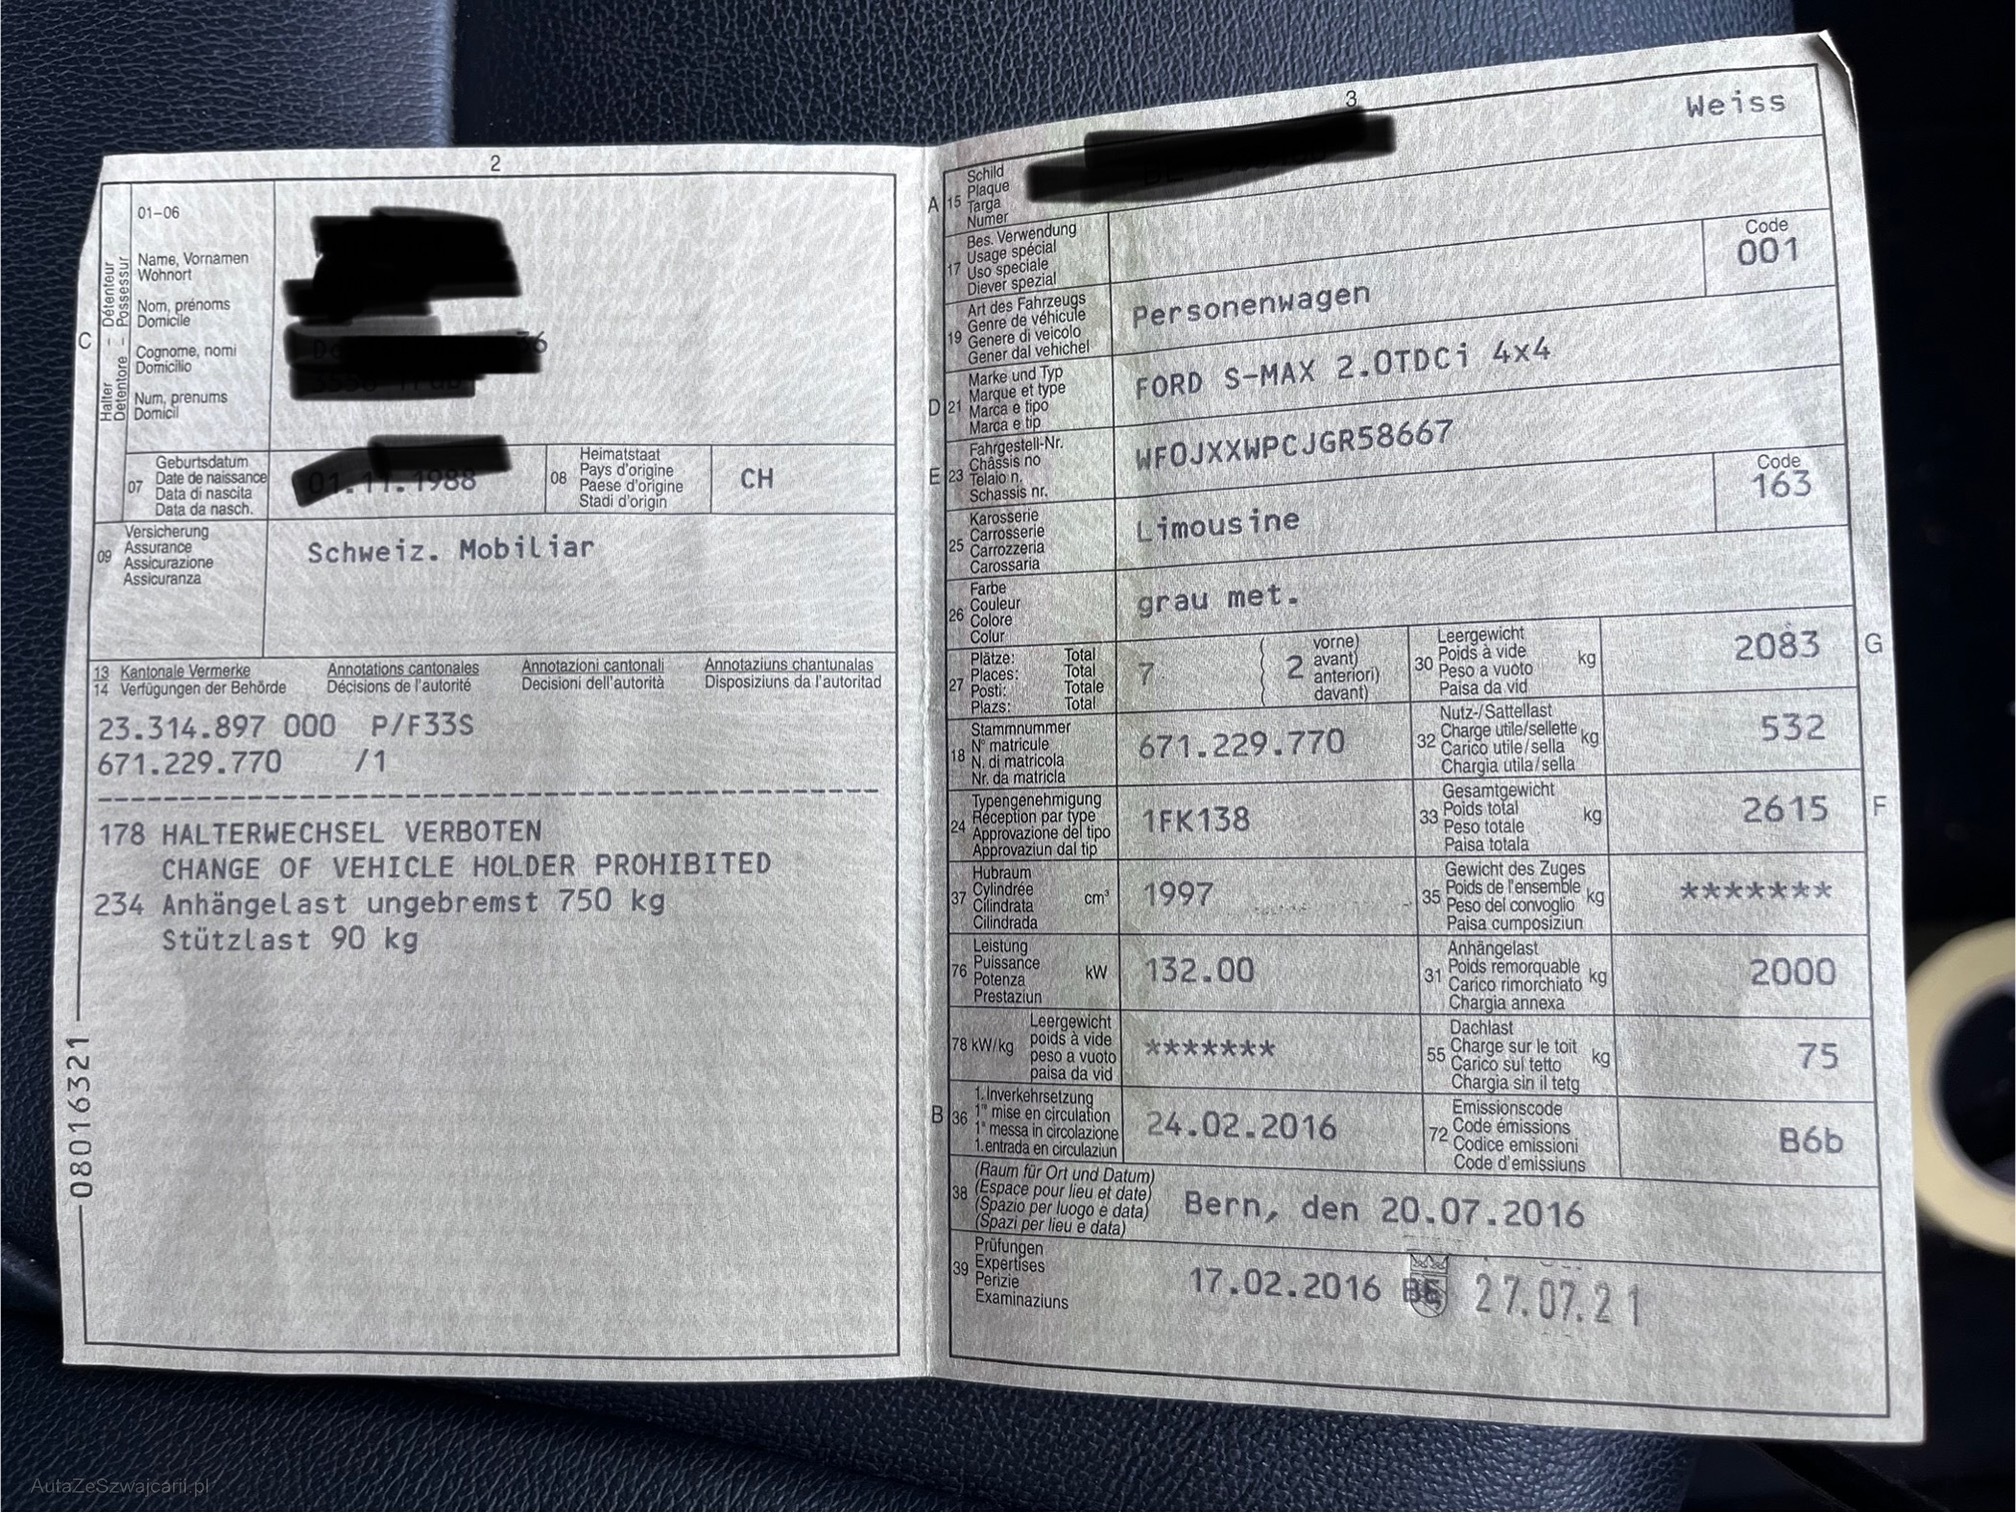 2
01-06
Halter - Détenteur
Detentore - Possessur
C
Name, Vornamen
Wohnort
Nom, prénoms
Domicile
Cognome, nomi
Domicilio
Num, prenums
Domicil
07
Geburtsdatum
Date de naissance
Data di nascita
Data da nasch.
08
Heimatstaat
Pays d'origine
Paese d'origine
Stadi d'origin
CH
09
Versicherung
Assurance
Assicurazione
Assicuranza
Schweiz. Mobiliar
13 Kantonale Vermerke Annotations cantonales Annotazioni cantonali Annotaziuns chantunalas
14 Verfügungen der Behörde Décisions de l'autorité Decisioni dell'autorità Disposiziuns da l'autoritad
23.314.897 000 P/F33S
671.229.770 /1
178 HALTERWECHSEL VERBOTEN
CHANGE OF VEHICLE HOLDER PROHIBITED
234 Anhängelast ungebremst 750 kg
Stützlast 90 kg
08016321
3
Weiss
A 15
Schild
Plaque
Targa
Numer
17
Bes. Verwendung
Usage spécial
Uso speciale
Diever spezial
Code
001
19
Art des Fahrzeugs
Genre de véhicule
Genere di veicolo
Gener dal vehichel
Personenwagen
D 21
Marke und Typ
Marque et type
Marca e tipo
Marca e tip
FORD S-MAX 2.0TDCi 4x4
E 23
Fahrgestell-Nr.
Châssis no
Telaio n.
Schassis nr.
WF0JXXWPCJGR58667
25
Karosserie
Carrosserie
Carrozzeria
Carossaria
Limousine
Code
163
26
Farbe
Couleur
Colore
Colur
grau met.
27
Plätze: Total
Places: Total
Posti: Totale
Plazs: Total
7
( 2
vorne)
avant)
anteriori)
davant)
30
Leergewicht
Poids à vide
Peso a vuoto
Paisa da vid
kg
2083
G
18
Stammnummer
N° matricule
N. di matricola
Nr. da matricla
671.229.770
32
Nutz-/Sattellast
Charge utile/sellette
Carico utile/sella
Chargia utila/sella
kg
532
24
Typengenehmigung
Réception par type
Approvazione del tipo
Approvaziun dal tip
1FK138
33
Gesamtgewicht
Poids total
Peso totale
Paisa totala
kg
2615
F
37
Hubraum
Cylindrée
Cilindrata
Cilindrada
cm³
1997
35
Gewicht des Zuges
Poids de l'ensemble
Peso del convoglio
Paisa cumposiziun
kg
*******
76
Leistung
Puissance
Potenza
Prestaziun
kW
132.00
31
Anhängelast
Poids remorquable
Carico rimorchiato
Chargia annexa
kg
2000
78 kW/kg
Leergewicht
poids à vide
peso a vuoto
paisa da vid
*******
55
Dachlast
Charge sur le toit
Carico sul tetto
Chargia sin il tetg
kg
75
B 36
1. Inverkehrsetzung
1re mise en circulation
1a messa in circolazione
1. entrada en circulaziun
24.02.2016
72
Emissionscode
Code émissions
Codice emissioni
Code d'emissiuns
B6b
38
(Raum für Ort und Datum)
(Espace pour lieu et date)
(Spazio per luogo e data)
(Spazi per lieu e data)
Bern, den 20.07.2016
39
Prüfungen
Expertises
Perizie
Examinaziuns
17.02.2016 BE 27.07.21
AutaZeSzwajcarii.pl